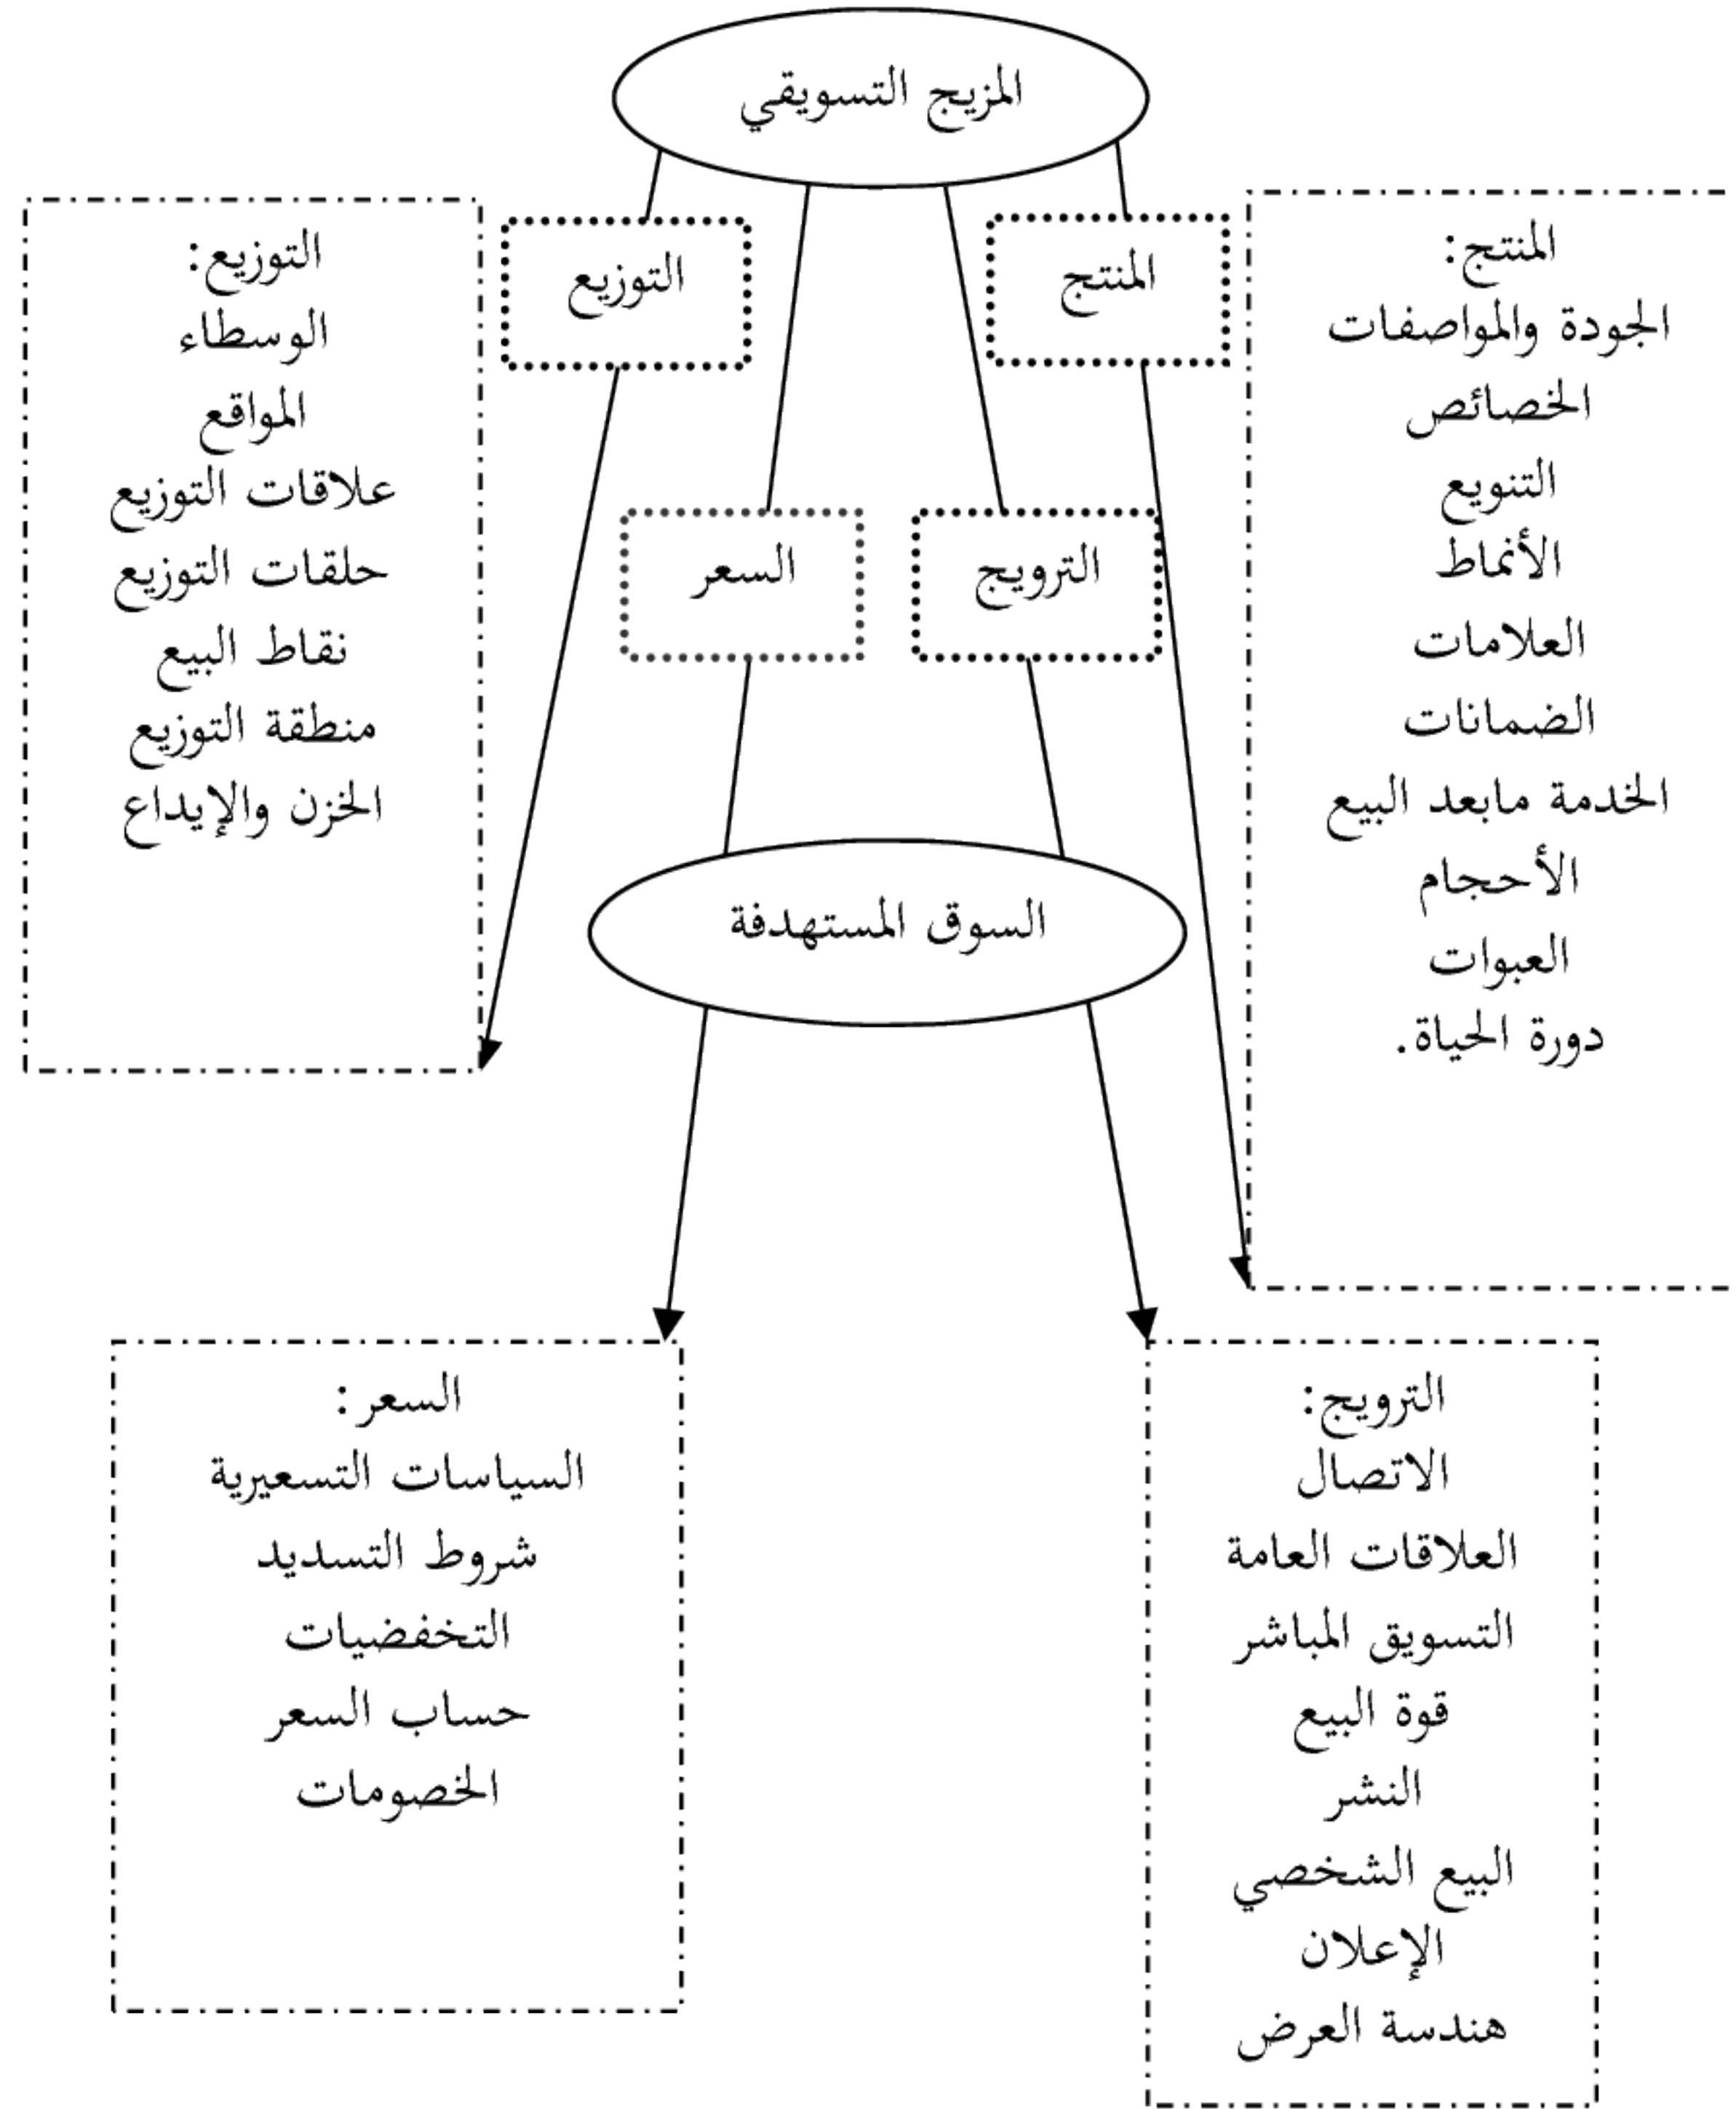 المزيج التسويقي
المنتج
التوزيع
الترويج
السعر
السوق المستهدفة
المنتج:
الجودة والمواصفات
الخصائص
التنويع
الأنماط
العلامات
الضمانات
الخدمة مابعد البيع
الأحجام
العبوات
دورة الحياة.
التوزيع:
الوسطاء
المواقع
علاقات التوزيع
حلقات التوزيع
نقاط البيع
منطقة التوزيع
الخزن والإيداع
الترويج:
الاتصال
العلاقات العامة
التسويق المباشر
قوة البيع
النشر
البيع الشخصي
الإعلان
هندسة العرض
السعر:
السياسات التسعيرية
شروط التسديد
التخفضيات
حساب السعر
الخصومات